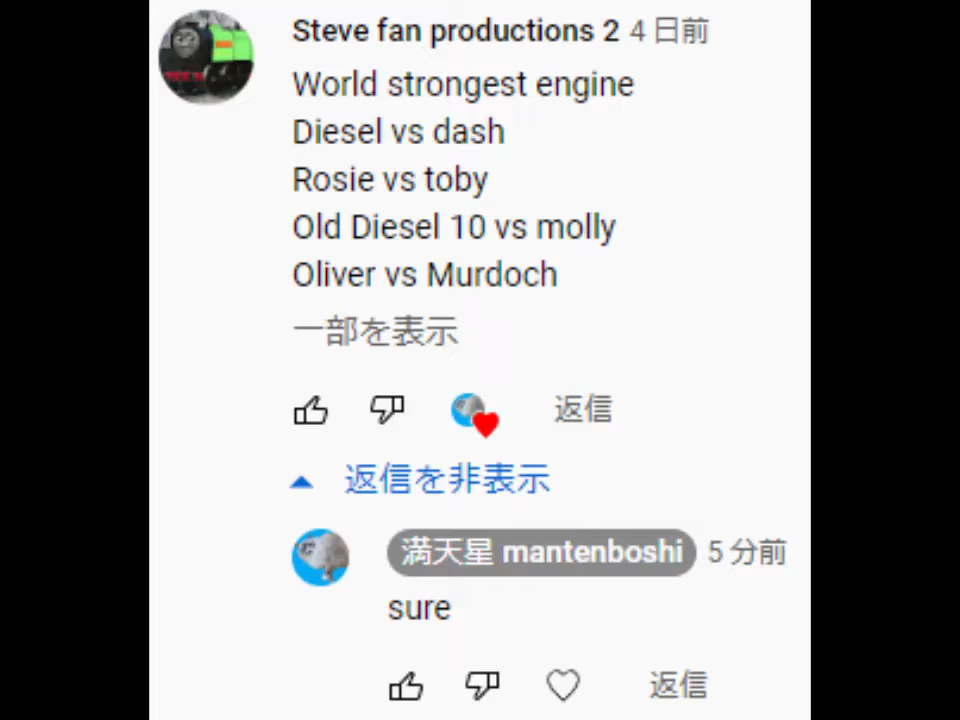 Steve fan productions 2 4 日前
World strongest engine
Diesel vs dash
Rosie vs toby
Old Diesel 10 vs molly
Oliver vs Murdoch
一部を表示
返信
返信を非表示
満天星 mantenboshi 5 分前
sure
返信